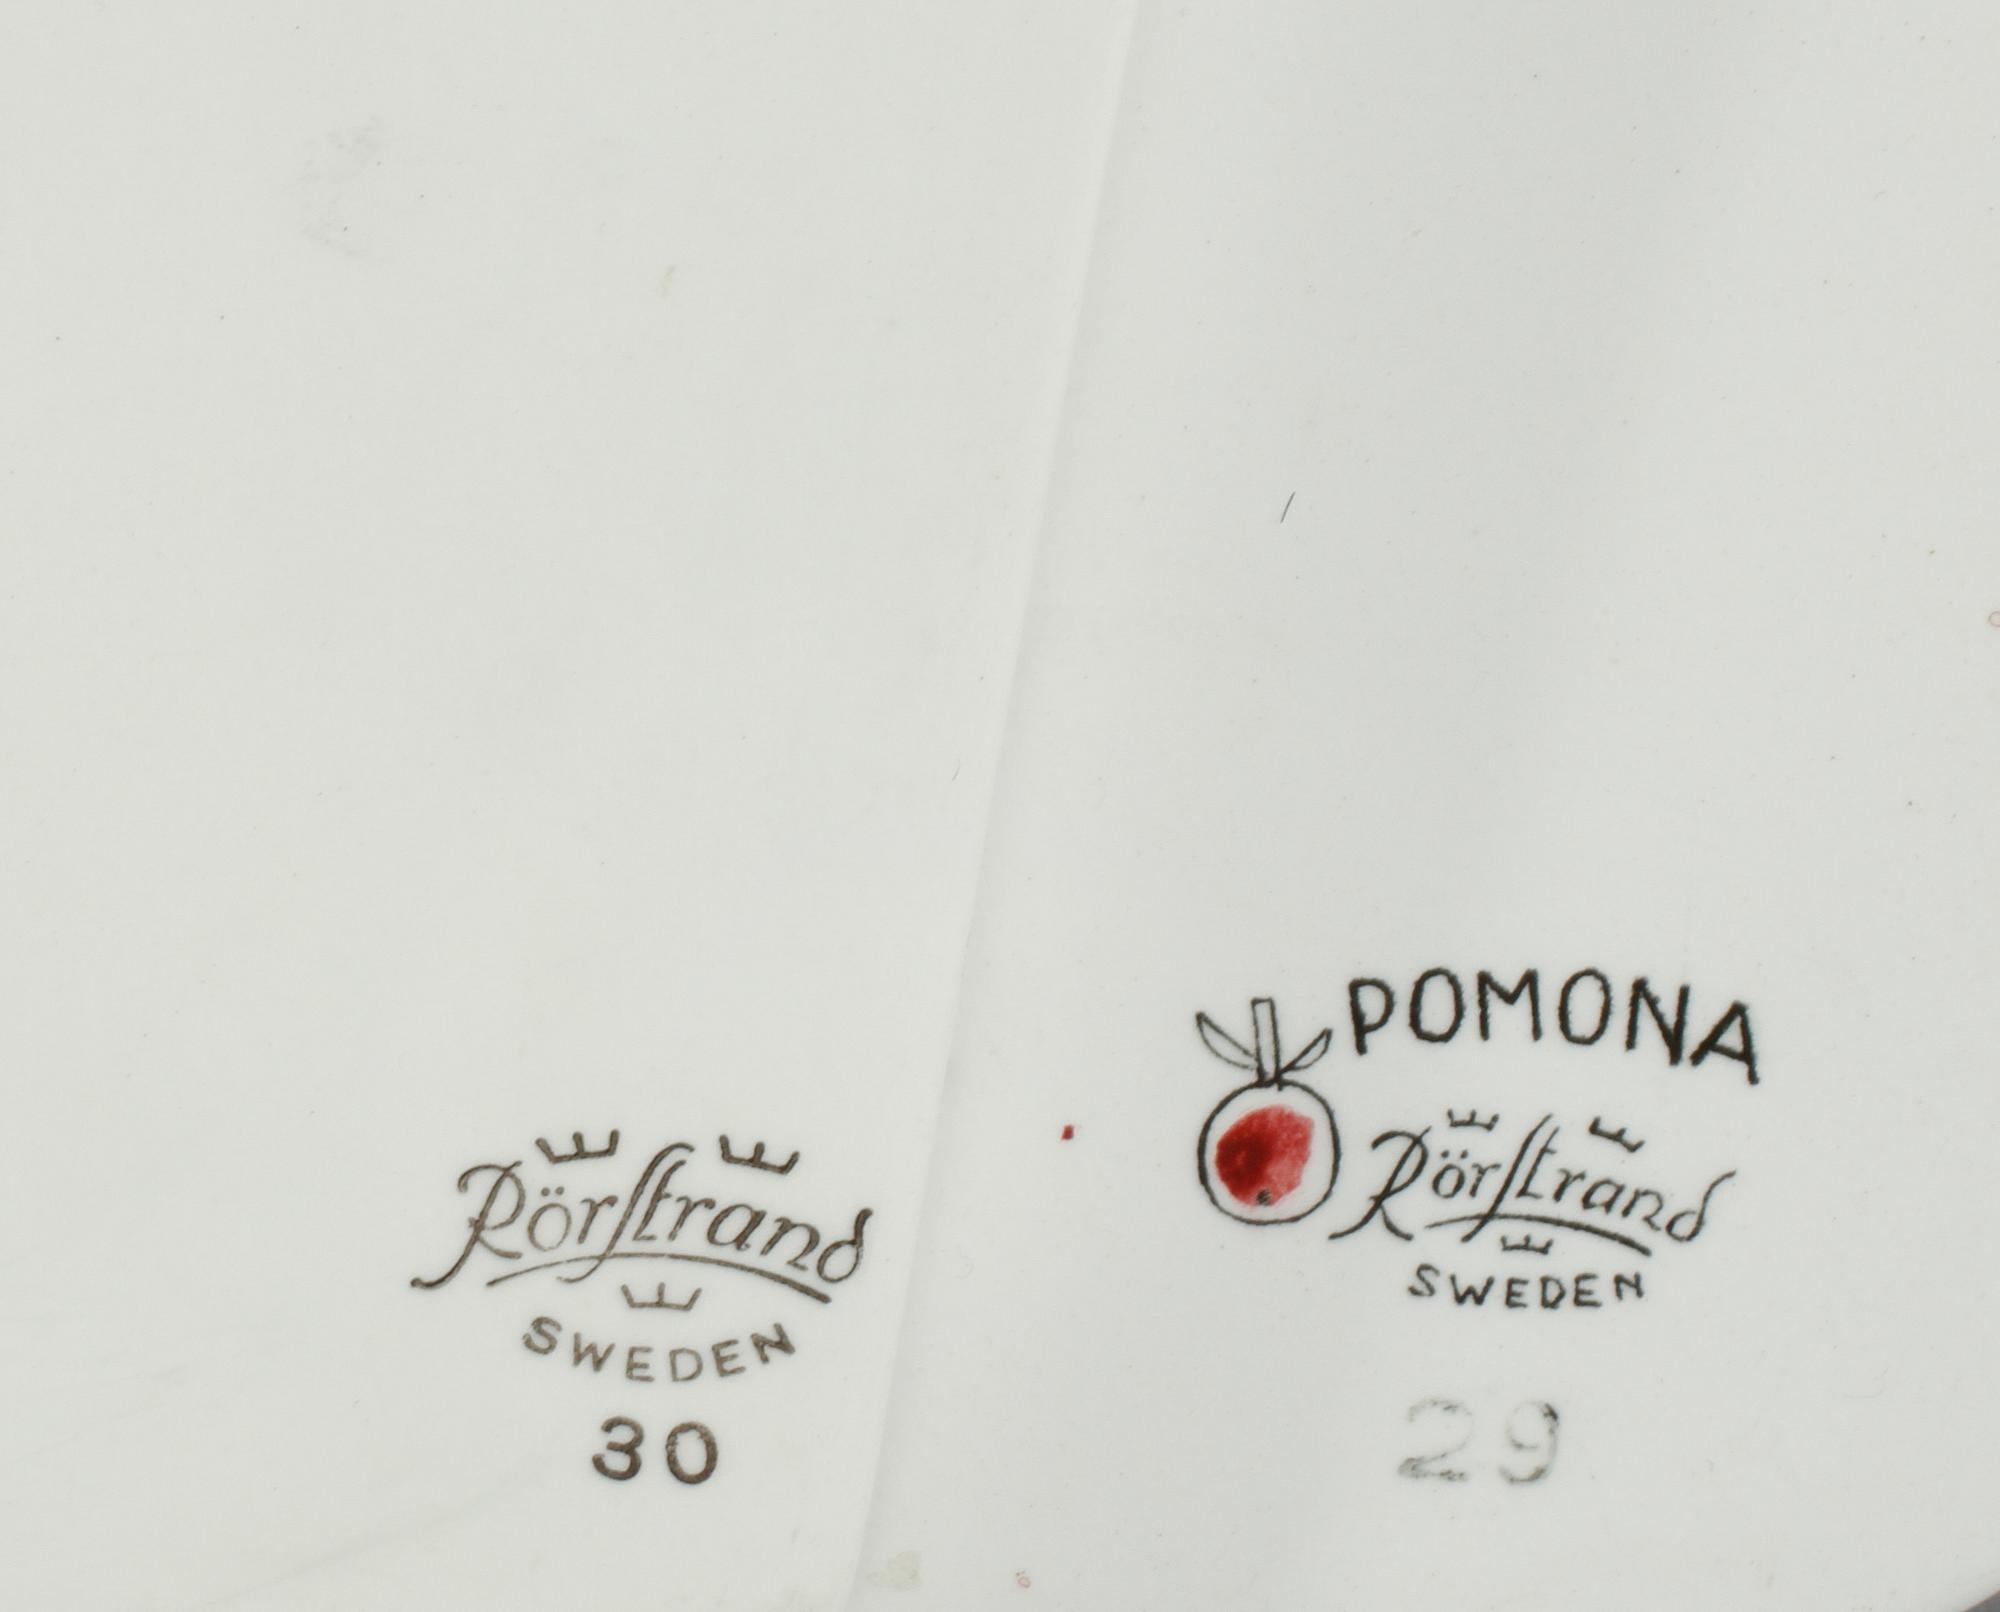 Rörstrand
SWEDEN
30
POMONA
Rörstrand
SWEDEN
29